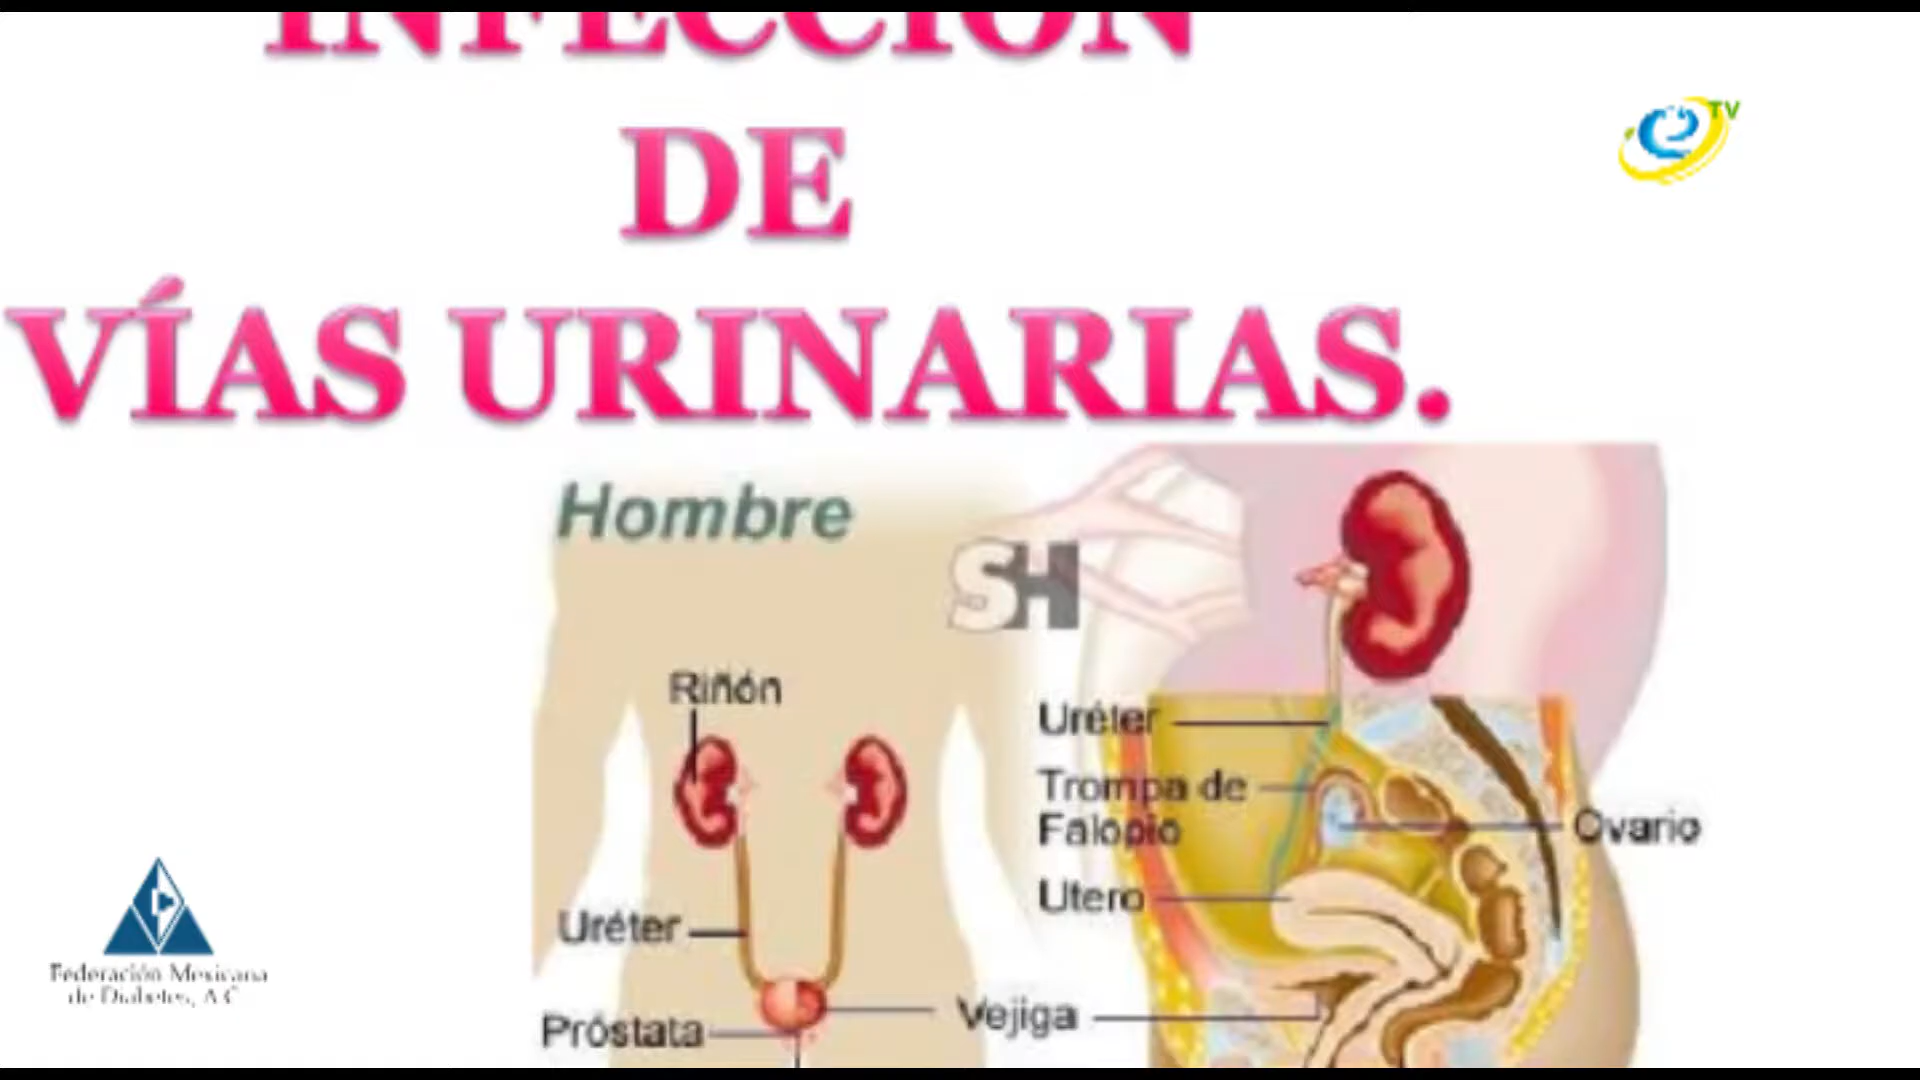 INFECCIÓN
DE
VÍAS URINARIAS.
TV
Hombre
SH
Riñón
Uréter
Trompa de
Falopio
Ovario
Utero
Uréter
Vejiga
Próstata
Federación Mexicana
de Diabetes, A.C.